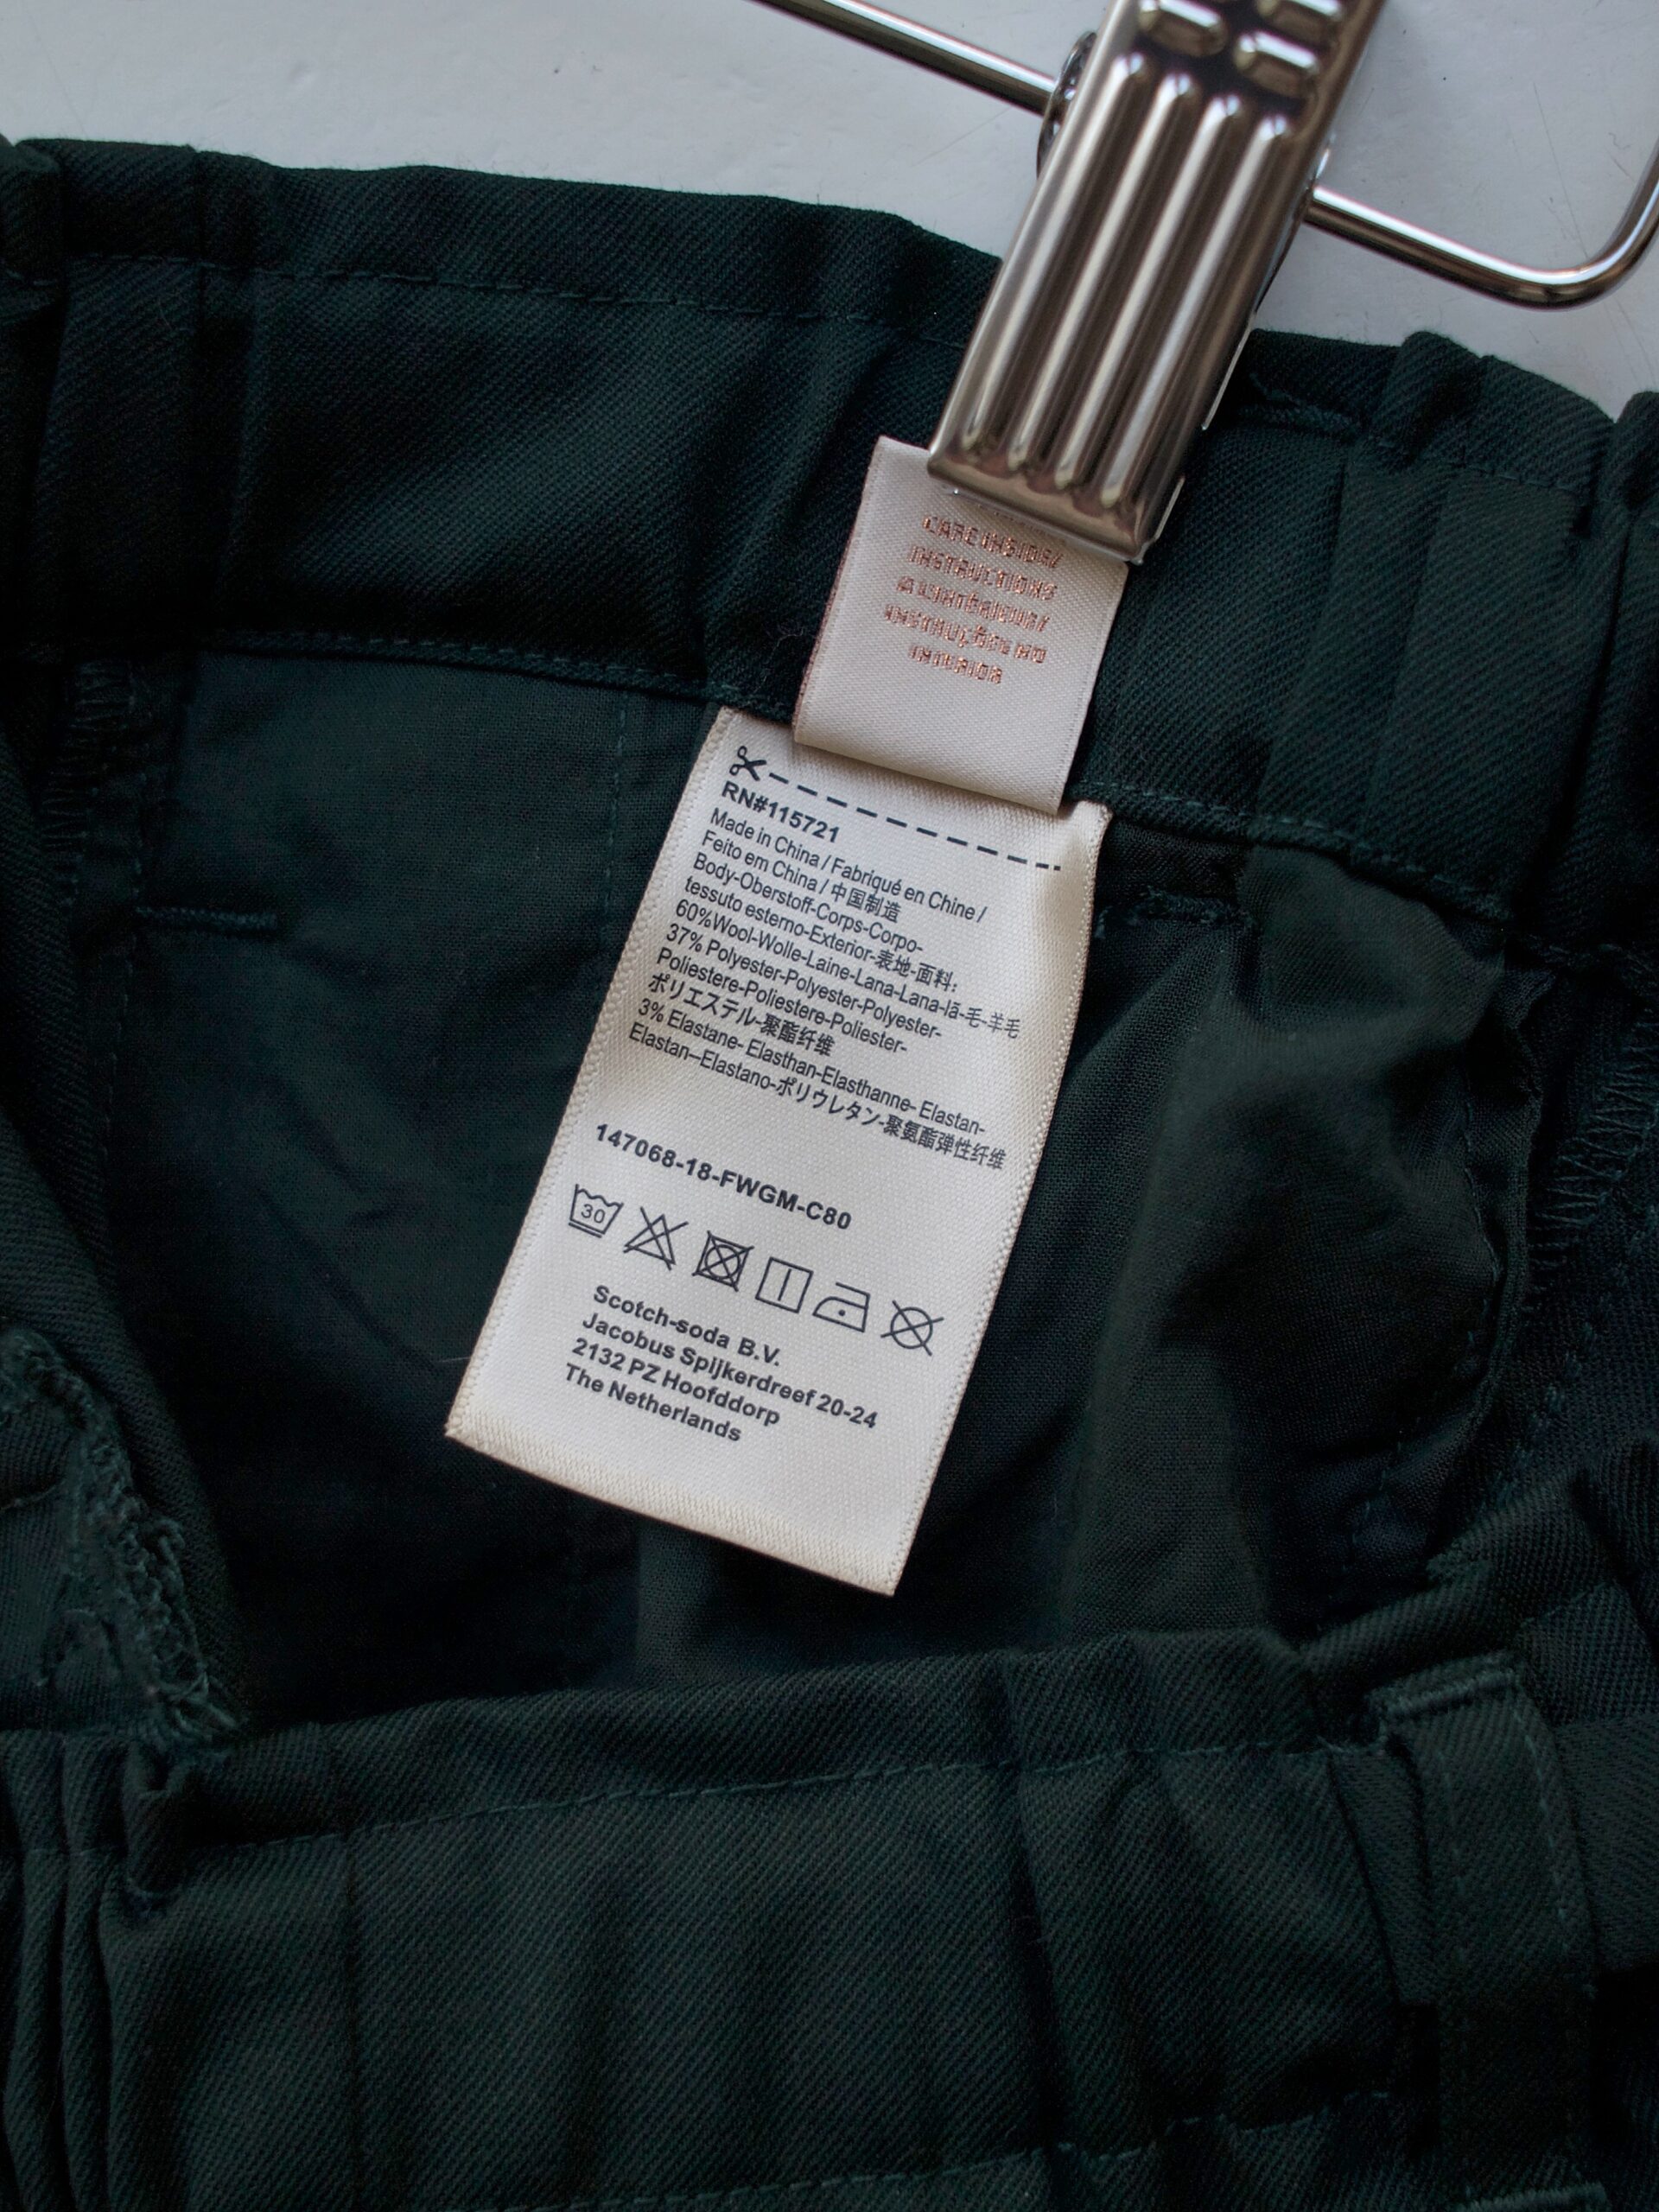 CARE INSIDE/
INSTRUCTIONS
A L'INTÉRIEUR/
INSTRUÇÕES NO
INTERIOR
RN#115721
Made in China / Fabriqué en Chine /
Feito em China / 中国制造
Body-Oberstoff-Corps-Corpo-
tessuto esterno-Exterior-表地-面料:
60%Wool-Wolle-Laine-Lana-Lana-lã-毛-羊毛
37% Polyester-Polyester-Polyester-
Poliestere-Poliestere-Poliester-
ポリエステル-聚酯纤维
3% Elastane- Elasthan-Elasthanne- Elastan-
Elastan--Elastano-ポリウレタン-聚氨酯弹性纤维
147068-18-FWGM-C80
30
Scotch-soda B.V.
Jacobus Spijkerdreef 20-24
2132 PZ Hoofddorp
The Netherlands